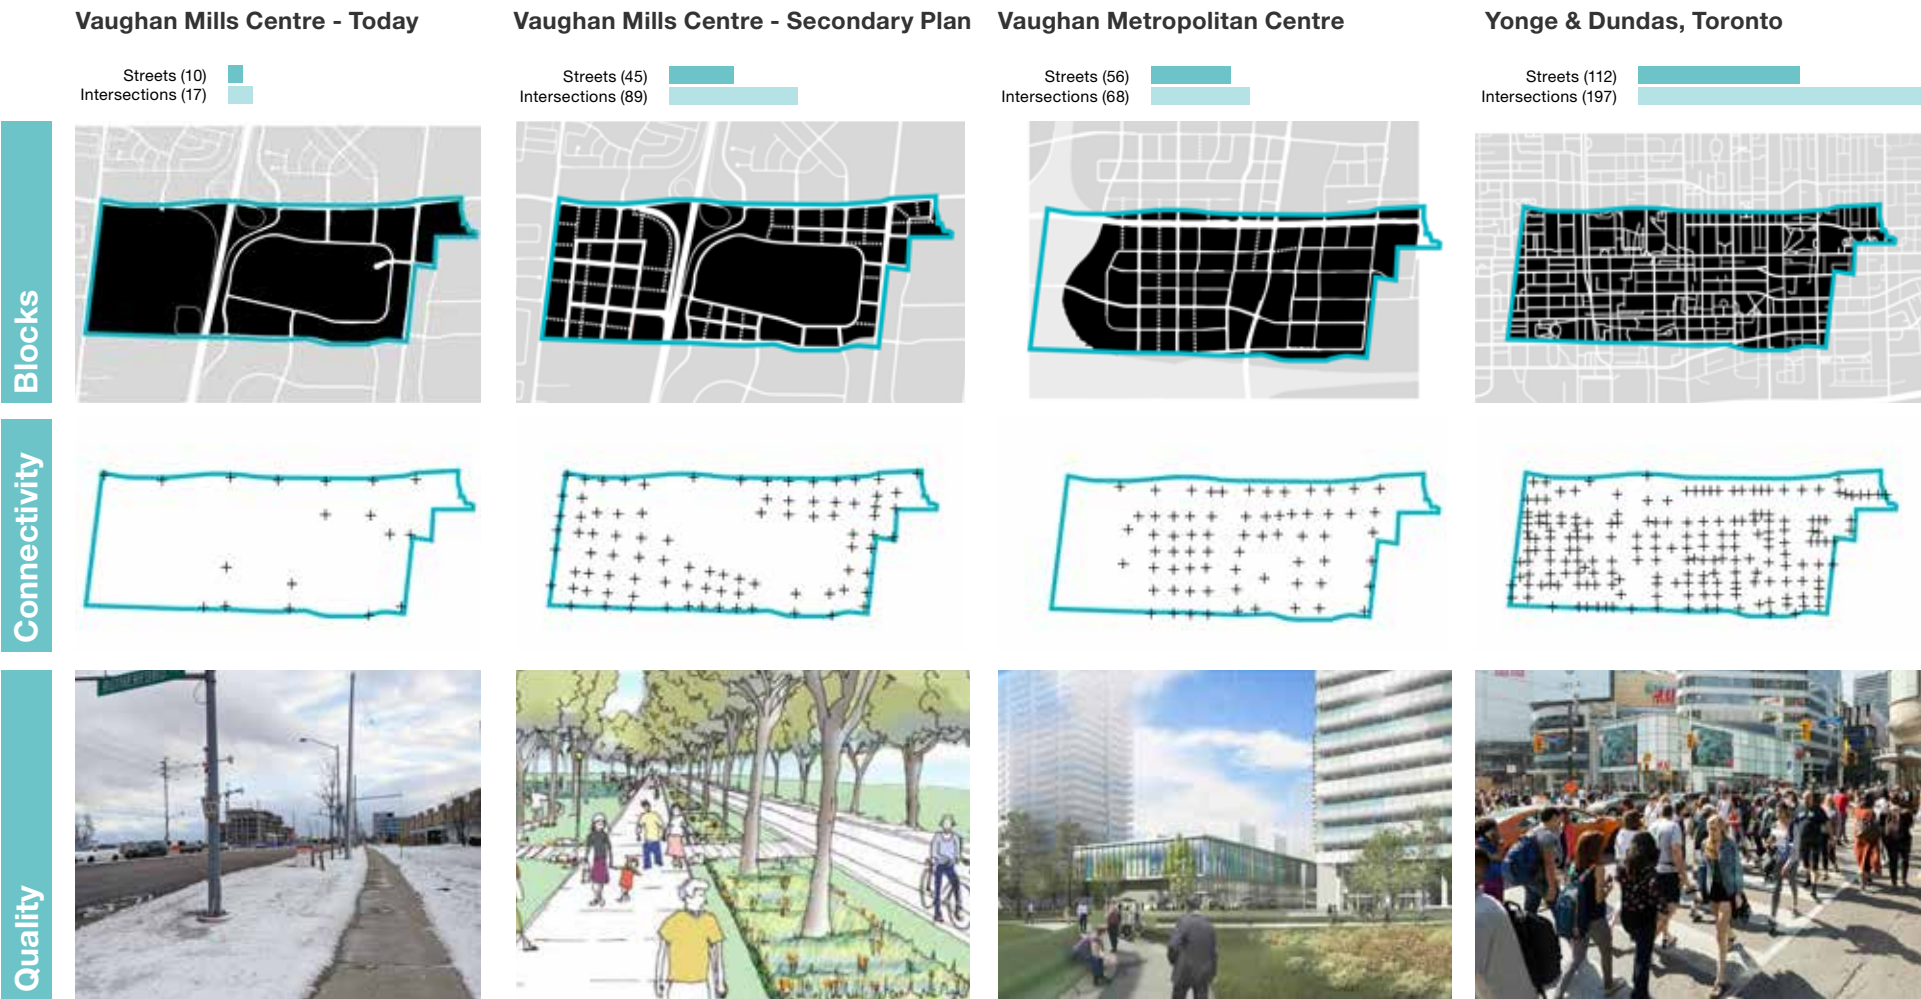 Vaughan Mills Centre - Today
Streets (10)
Intersections (17)
Vaughan Mills Centre - Secondary Plan
Streets (45)
Intersections (89)
Vaughan Metropolitan Centre
Streets (56)
Intersections (68)
Yonge & Dundas, Toronto
Streets (112)
Intersections (197)
Blocks
Connectivity
Quality
H&M